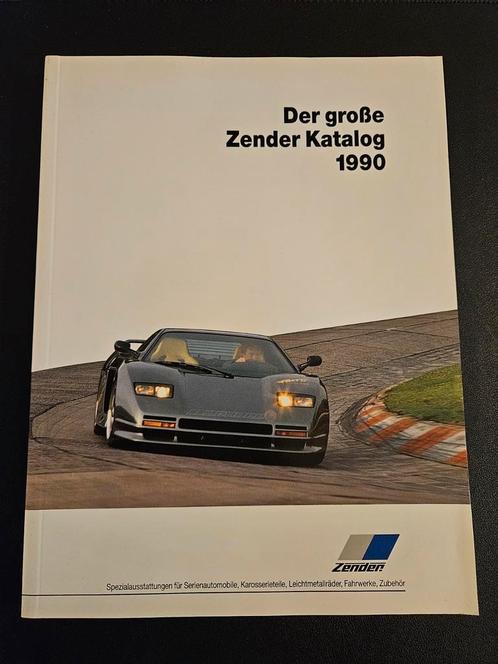 Der große
Zender Katalog
1990
Zender
Spezialausstattungen für Serienautomobile, Karosserieteile, Leichtmetallräder, Fahrwerke, Zubehör